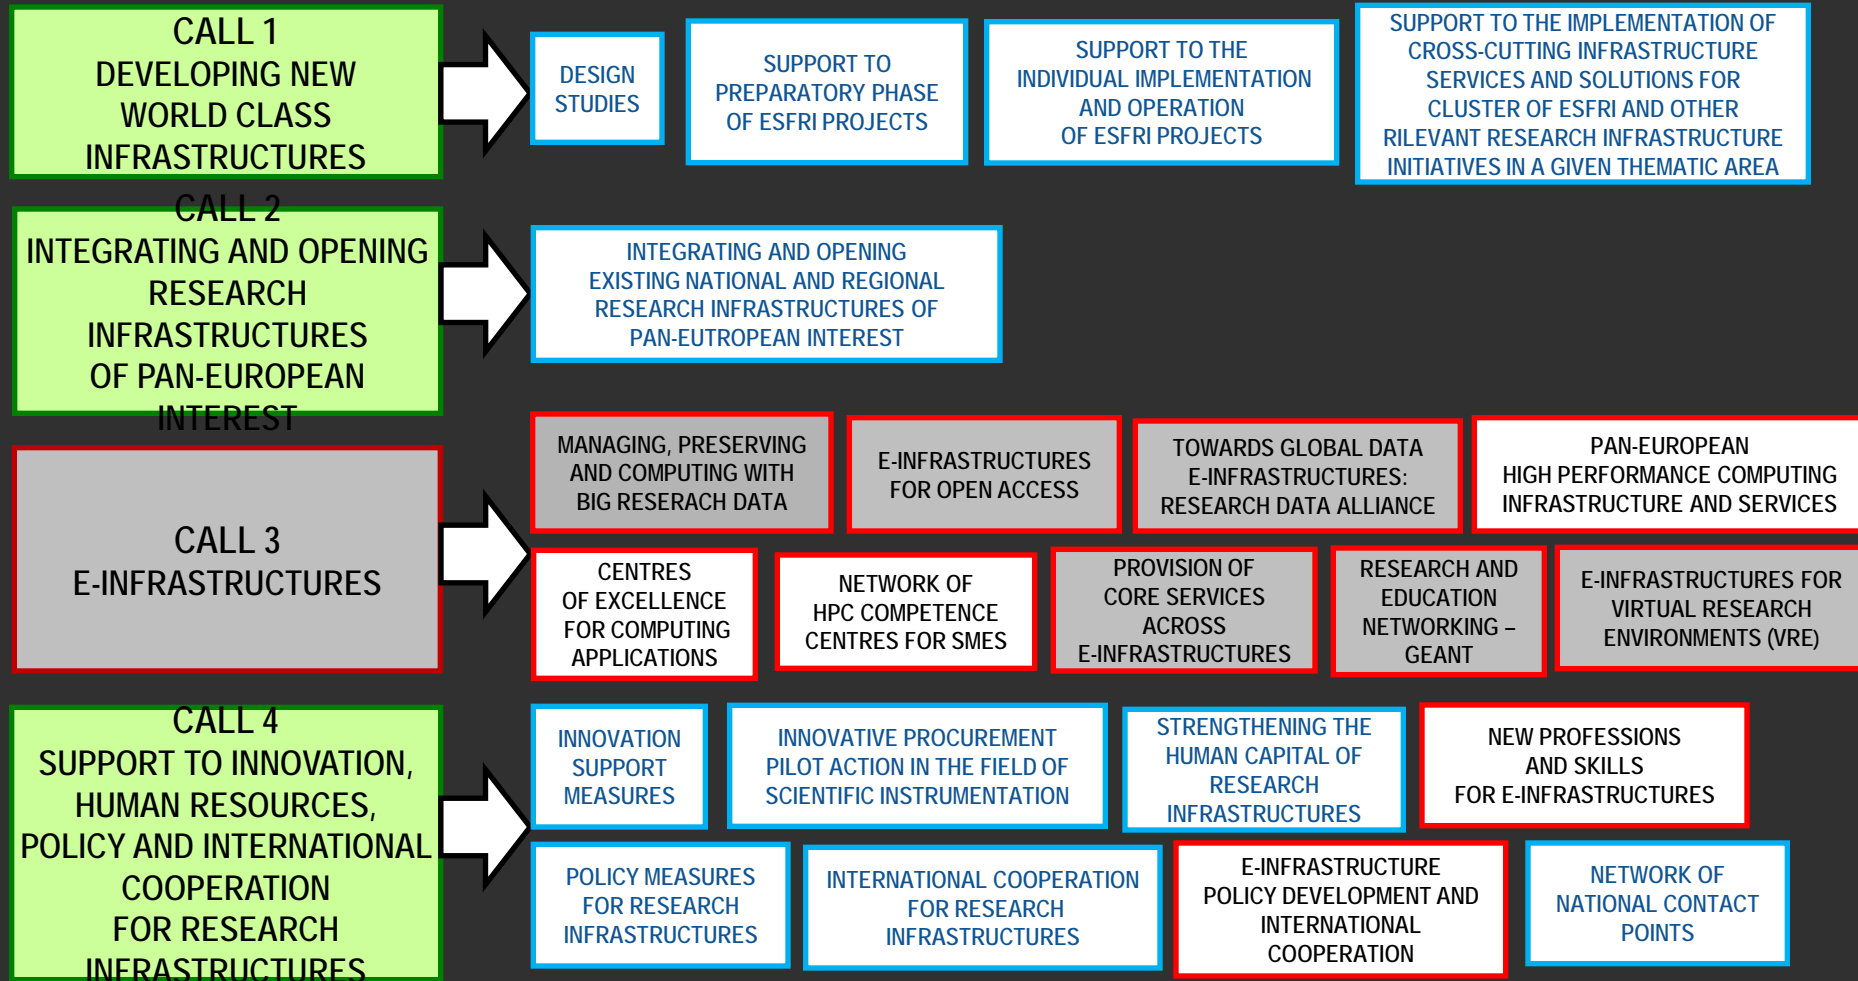 CALL 1
DEVELOPING NEW
WORLD CLASS
INFRASTRUCTURES
DESIGN
STUDIES
SUPPORT TO
PREPARATORY PHASE
OF ESFRI PROJECTS
SUPPORT TO THE
INDIVIDUAL IMPLEMENTATION
AND OPERATION
OF ESFRI PROJECTS
SUPPORT TO THE IMPLEMENTATION OF
CROSS-CUTTING INFRASTRUCTURE
SERVICES AND SOLUTIONS FOR
CLUSTER OF ESFRI AND OTHER
RILEVANT RESEARCH INFRASTRUCTURE
INITIATIVES IN A GIVEN THEMATIC AREA
CALL 2
INTEGRATING AND OPENING
RESEARCH
INFRASTRUCTURES
OF PAN-EUROPEAN
INTEREST
INTEGRATING AND OPENING
EXISTING NATIONAL AND REGIONAL
RESEARCH INFRASTRUCTURES OF
PAN-EUTROPEAN INTEREST
CALL 3
E-INFRASTRUCTURES
MANAGING, PRESERVING
AND COMPUTING WITH
BIG RESERACH DATA
E-INFRASTRUCTURES
FOR OPEN ACCESS
TOWARDS GLOBAL DATA
E-INFRASTRUCTURES:
RESEARCH DATA ALLIANCE
PAN-EUROPEAN
HIGH PERFORMANCE COMPUTING
INFRASTRUCTURE AND SERVICES
CENTRES
OF EXCELLENCE
FOR COMPUTING
APPLICATIONS
NETWORK OF
HPC COMPETENCE
CENTRES FOR SMES
PROVISION OF
CORE SERVICES
ACROSS
E-INFRASTRUCTURES
RESEARCH AND
EDUCATION
NETWORKING –
GEANT
E-INFRASTRUCTURES FOR
VIRTUAL RESEARCH
ENVIRONMENTS (VRE)
CALL 4
SUPPORT TO INNOVATION,
HUMAN RESOURCES,
POLICY AND INTERNATIONAL
COOPERATION
FOR RESEARCH
INFRASTRUCTURES
INNOVATION
SUPPORT
MEASURES
INNOVATIVE PROCUREMENT
PILOT ACTION IN THE FIELD OF
SCIENTIFIC INSTRUMENTATION
STRENGTHENING THE
HUMAN CAPITAL OF
RESEARCH
INFRASTRUCTURES
NEW PROFESSIONS
AND SKILLS
FOR E-INFRASTRUCTURES
POLICY MEASURES
FOR RESEARCH
INFRASTRUCTURES
INTERNATIONAL COOPERATION
FOR RESEARCH
INFRASTRUCTURES
E-INFRASTRUCTURE
POLICY DEVELOPMENT AND
INTERNATIONAL
COOPERATION
NETWORK OF
NATIONAL CONTACT
POINTS